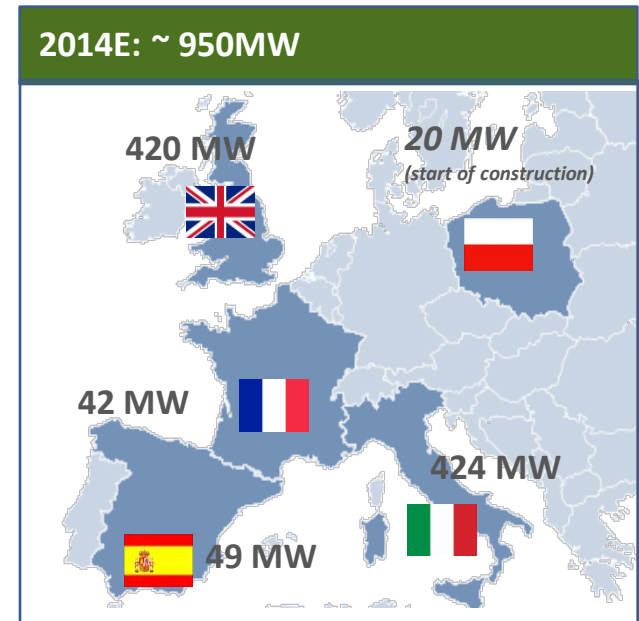 2014E: ~ 950MW
420 MW
20 MW
(start of construction)
42 MW
424 MW
49 MW